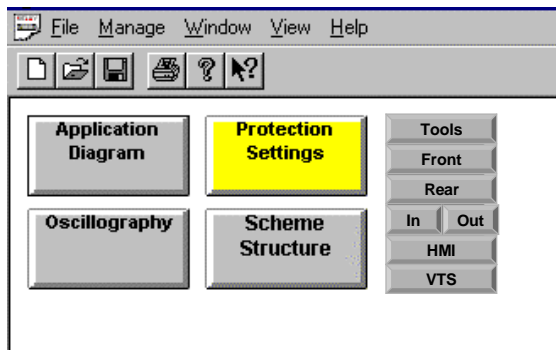 File Manage Window View Help
Application Diagram
Protection Settings
Tools
Front
Rear
Oscillography
Scheme Structure
In Out
HMI
VTS